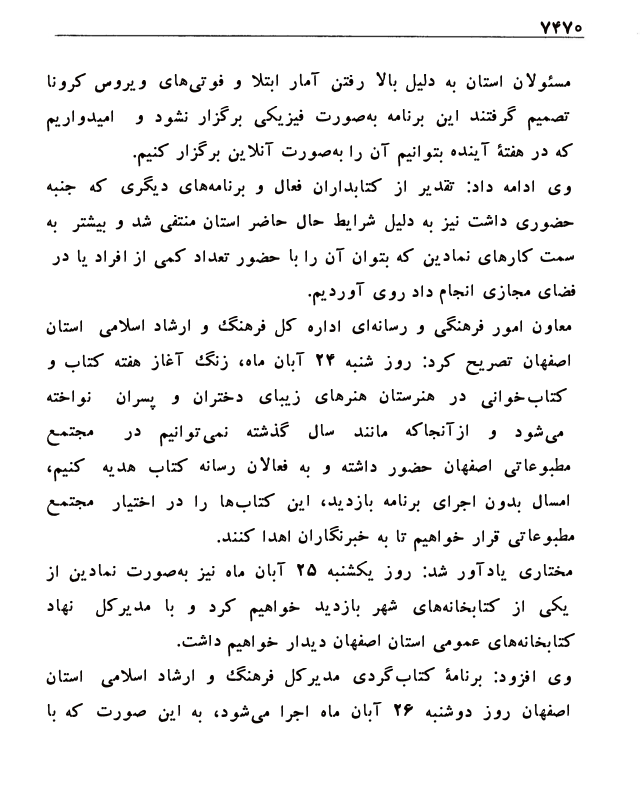 ۷۴۷۰
مسئولان استان به دلیل بالا رفتن آمار ابتلا و فوتی‌های ویروس کرونا
تصمیم گرفتند این برنامه به‌صورت فیزیکی برگزار نشود و امیدواریم
که در هفتهٔ آینده بتوانیم آن را به‌صورت آنلاین برگزار کنیم.
وی ادامه داد: تقدیر از کتابداران فعال و برنامه‌های دیگری که جنبه
حضوری داشت نیز به دلیل شرایط حال حاضر استان منتفی شد و بیشتر به
سمت کارهای نمادین که بتوان آن را با حضور تعداد کمی از افراد یا در
فضای مجازی انجام داد روی آوردیم.
معاون امور فرهنگی و رسانه‌ای اداره کل فرهنگ و ارشاد اسلامی استان
اصفهان تصریح کرد: روز شنبه ۲۴ آبان ماه، زنگ آغاز هفته کتاب و
کتاب‌خوانی در هنرستان هنرهای زیبای دختران و پسران نواخته
می‌شود و ازآنجاکه مانند سال گذشته نمی‌توانیم در مجتمع
مطبوعاتی اصفهان حضور داشته و به فعالان رسانه کتاب هدیه کنیم،
امسال بدون اجرای برنامه بازدید، این کتاب‌ها را در اختیار مجتمع
مطبوعاتی قرار خواهیم تا به خبرنگاران اهدا کنند.
مختاری یادآور شد: روز یکشنبه ۲۵ آبان ماه نیز به‌صورت نمادین از
یکی از کتابخانه‌های شهر بازدید خواهیم کرد و با مدیرکل نهاد
کتابخانه‌های عمومی استان اصفهان دیدار خواهیم داشت.
وی افزود: برنامهٔ کتاب‌گردی مدیرکل فرهنگ و ارشاد اسلامی استان
اصفهان روز دوشنبه ۲۶ آبان ماه اجرا می‌شود، به این صورت که با